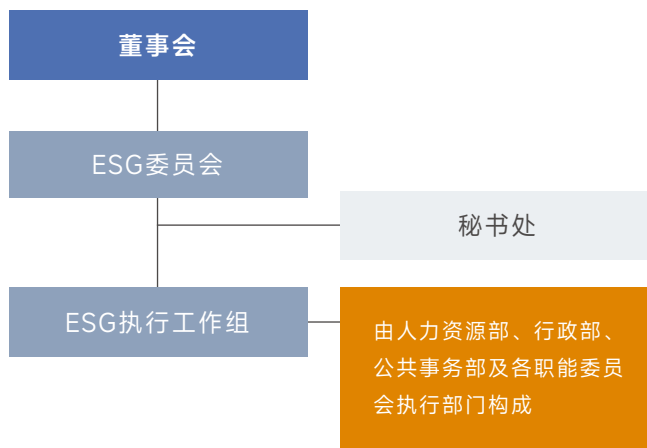 董事会
ESG委员会
秘书处
ESG执行工作组
由人力资源部、行政部、
公共事务部及各职能委员
会执行部门构成